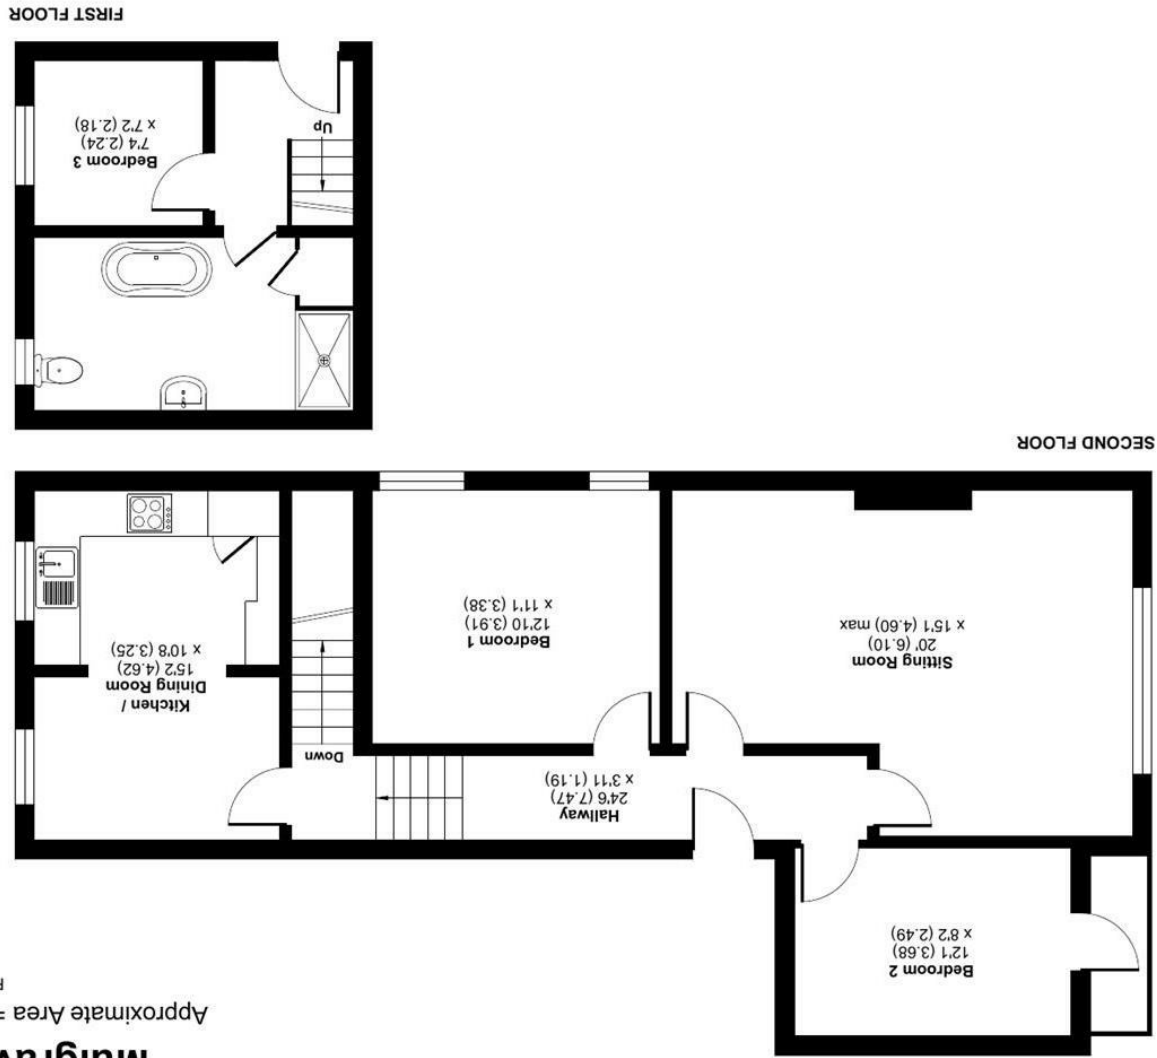 Approximate Area =
Bedroom 2
12'1 (3.68)
x 8'2 (2.49)
Hallway
24'6 (7.47)
x 3'11 (1.19)
Down
Kitchen /
Dining Room
15'2 (4.62)
x 10'8 (3.25)
Sitting Room
20' (6.10)
x 15'1 (4.60) max
Bedroom 1
12'10 (3.91)
x 11'1 (3.38)
SECOND FLOOR
Up
Bedroom 3
7'4 (2.24)
x 7'2 (2.18)
FIRST FLOOR